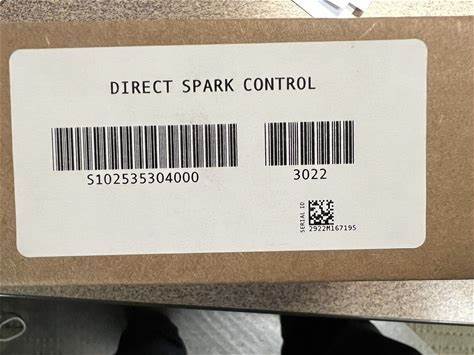 DIRECT SPARK CONTROL
S102535304000
3022
SERIAL ID
2922M167195